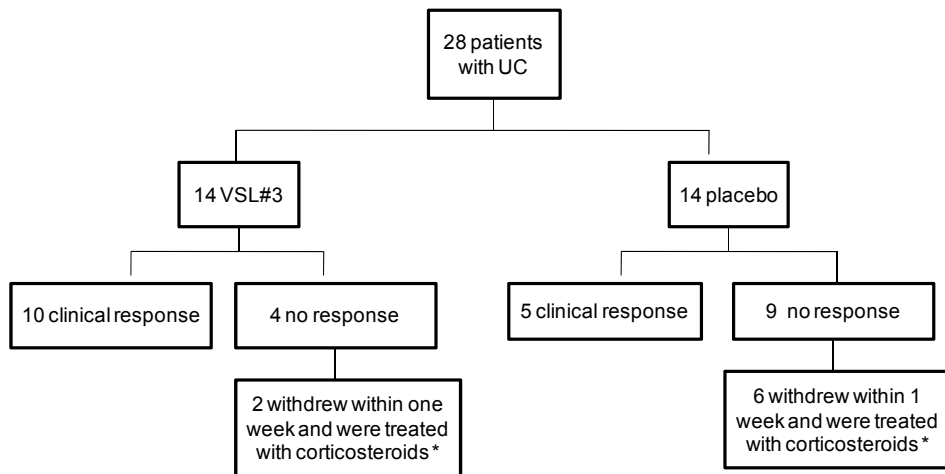 28 patients
with UC
14 VSL#3
14 placebo
10 clinical response
4 no response
5 clinical response
9 no response
2 withdrew within one
week and were treated
with corticosteroids *
6 withdrew within 1
week and were treated
with corticosteroids *